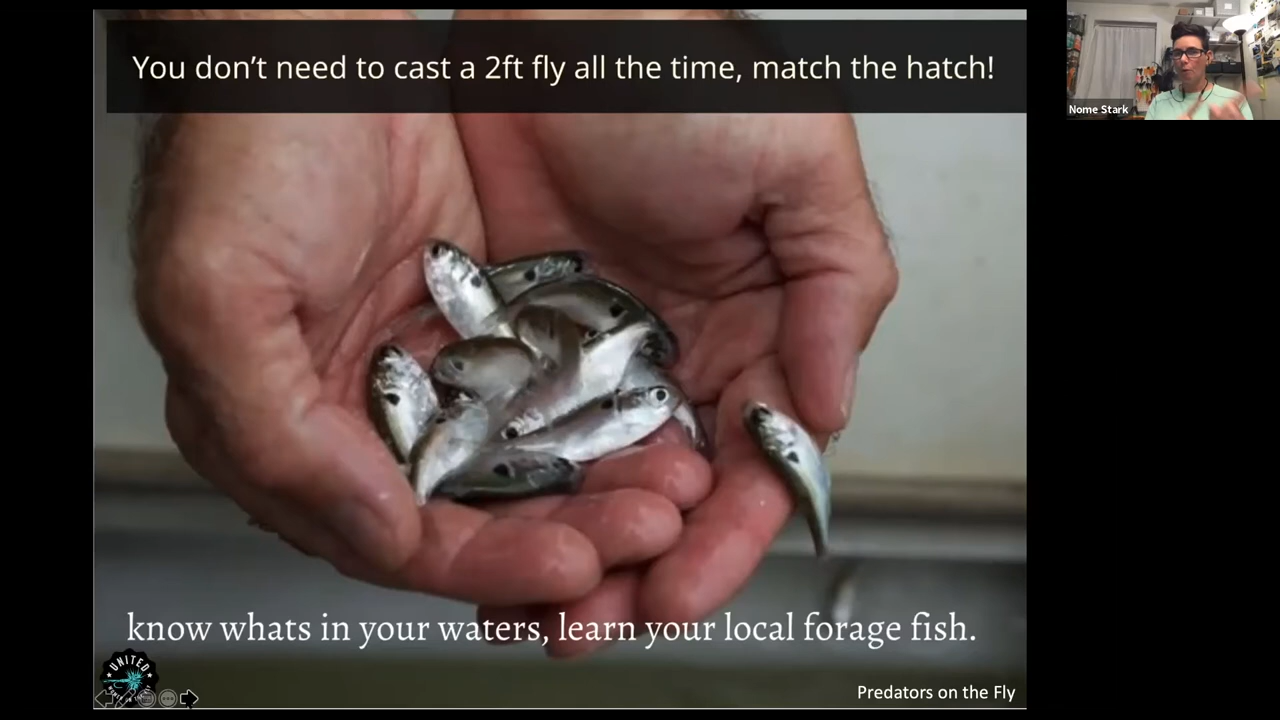 You don't need to cast a 2ft fly all the time, match the hatch!
Nome Stark
know whats in your waters, learn your local forage fish.
UNITED
Predators on the Fly